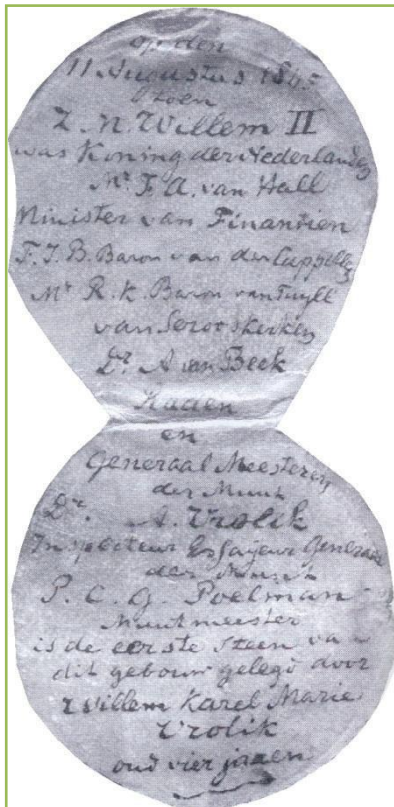 op den
11 Augustus 1845
toen
Z. M. Willem II
was Koning der Nederlanden
Mr F. A. van Hall
Minister van Financien
F. J. B. Baron van der Capellen
Mr R. K. Baron van Tuyll
van Serooskerken
Dr. A van Beek
Raden
en
Generaal Meesteren
der Munt
Dr. A. Vrolik
Inspecteur Essayeur Generaal
der Munt
P. C. G. Poelman
Muntmeester
is de eerste steen van
dit gebouw gelegd door
Willem Karel Marie
Vrolik
oud vier jaren